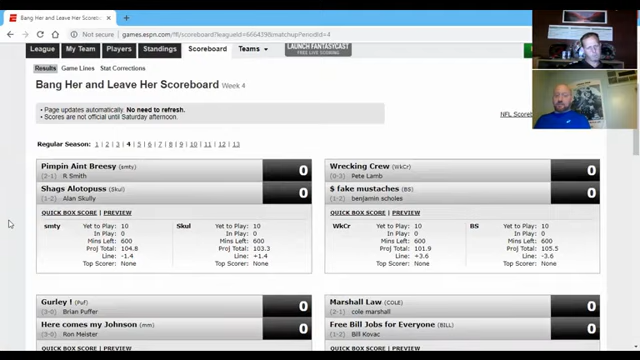 Bang Her and Leave Her Scoreb
Not secure
games.espn.com/ffl/scoreboard?leagueId=6664398&matchupPeriodId=4
League My Team Players Standings Scoreboard Teams
LAUNCH FANTASYCAST
FREE LIVE SCORING
Results Game Lines Stat Corrections
Bang Her and Leave Her Scoreboard Week 4
• Page updates automatically. No need to refresh.
• Scores are not official until Saturday afternoon.
NFL Scoreb
Regular Season: 1 | 2 | 3 | 4 | 5 | 6 | 7 | 8 | 9 | 10 | 11 | 12 | 13
Pimpin Aint Breesy (smty) 0
(2-1) R Smith
Shags Alotopuss (Skul) 0
(1-2) Alan Skully
QUICK BOX SCORE | PREVIEW
smty Yet to Play: 10 Skul Yet to Play: 10
In Play: 0 In Play: 0
Mins Left: 600 Mins Left: 600
Proj Total: 104.8 Proj Total: 103.3
Line: -1.4 Line: +1.4
Top Scorer: None Top Scorer: None
Wrecking Crew (WkCr) 0
(0-3) Pete Lamb
$ fake mustaches (BS) 0
(1-2) benjamin scholes
QUICK BOX SCORE | PREVIEW
WkCr Yet to Play: 10 BS Yet to Play: 10
In Play: 0 In Play: 0
Mins Left: 600 Mins Left: 600
Proj Total: 101.9 Proj Total: 105.5
Line: +3.6 Line: -3.6
Top Scorer: None Top Scorer: None
Gurley ! (Puf) 0
(3-0) Brian Puffer
Here comes my Johnson (mm) 0
(3-0) Ron Meister
QUICK BOX SCORE | PREVIEW
Marshall Law (COLE) 0
(2-1) cole marshall
Free Bill Jobs for Everyone (BILL) 0
(1-2) Bill Kovac
QUICK BOX SCORE | PREVIEW